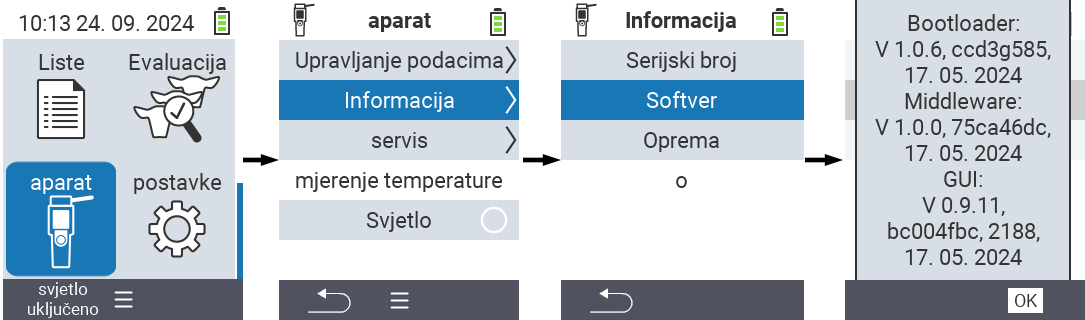 10:13 24. 09. 2024
Liste
Evaluacija
aparat
postavke
svjetlo
uključeno
aparat
Upravljanje podacima
Informacija
servis
mjerenje temperature
Svjetlo
Informacija
Serijski broj
Softver
Oprema
o
Bootloader:
V 1.0.6, ccd3g585,
17. 05. 2024
Middleware:
V 1.0.0, 75ca46dc,
17. 05. 2024
GUI:
V 0.9.11,
bc004fbc, 2188,
17. 05. 2024
OK